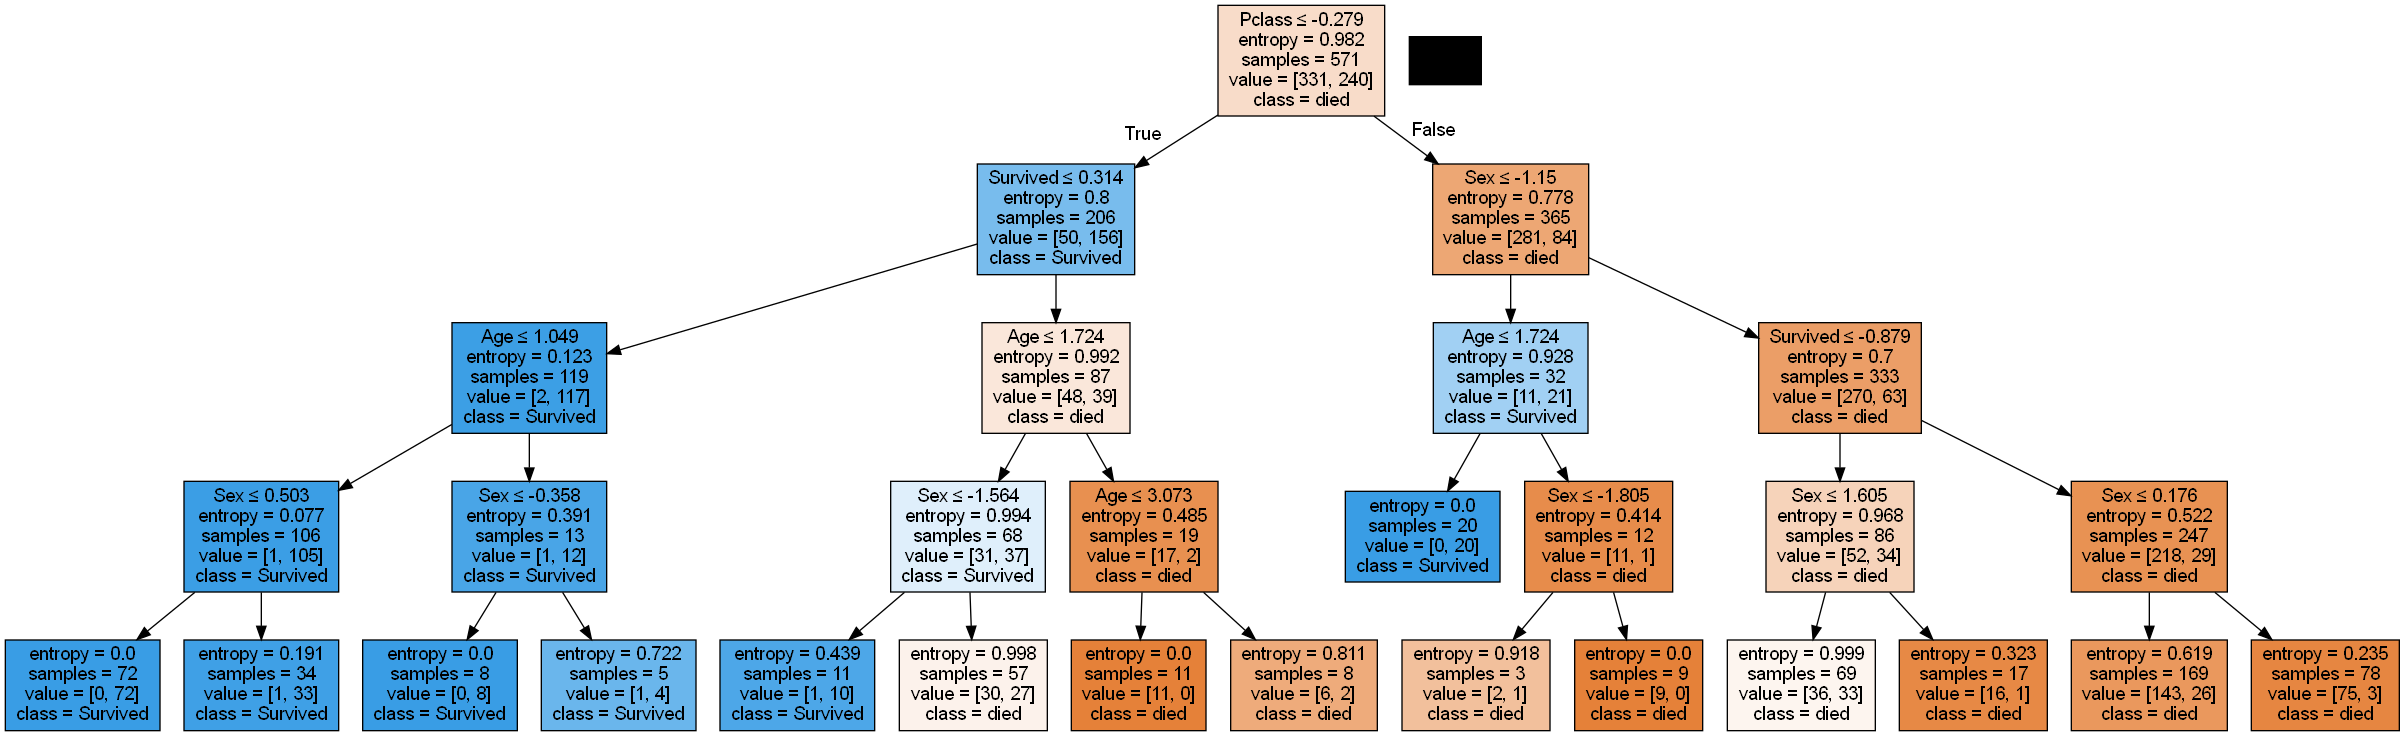 Pclass ≤ -0.279
entropy = 0.982
samples = 571
value = [331, 240]
class = died
True
False
Survived ≤ 0.314
entropy = 0.8
samples = 206
value = [50, 156]
class = Survived
Sex ≤ -1.15
entropy = 0.778
samples = 365
value = [281, 84]
class = died
Age ≤ 1.049
entropy = 0.123
samples = 119
value = [2, 117]
class = Survived
Age ≤ 1.724
entropy = 0.992
samples = 87
value = [48, 39]
class = died
Age ≤ 1.724
entropy = 0.928
samples = 32
value = [11, 21]
class = Survived
Survived ≤ -0.879
entropy = 0.7
samples = 333
value = [270, 63]
class = died
Sex ≤ 0.503
entropy = 0.077
samples = 106
value = [1, 105]
class = Survived
Sex ≤ -0.358
entropy = 0.391
samples = 13
value = [1, 12]
class = Survived
Sex ≤ -1.564
entropy = 0.994
samples = 68
value = [31, 37]
class = Survived
Age ≤ 3.073
entropy = 0.485
samples = 19
value = [17, 2]
class = died
entropy = 0.0
samples = 20
value = [0, 20]
class = Survived
Sex ≤ -1.805
entropy = 0.414
samples = 12
value = [11, 1]
class = died
Sex ≤ 1.605
entropy = 0.968
samples = 86
value = [52, 34]
class = died
Sex ≤ 0.176
entropy = 0.522
samples = 247
value = [218, 29]
class = died
entropy = 0.0
samples = 72
value = [0, 72]
class = Survived
entropy = 0.191
samples = 34
value = [1, 33]
class = Survived
entropy = 0.0
samples = 8
value = [0, 8]
class = Survived
entropy = 0.722
samples = 5
value = [1, 4]
class = Survived
entropy = 0.439
samples = 11
value = [1, 10]
class = Survived
entropy = 0.998
samples = 57
value = [30, 27]
class = died
entropy = 0.0
samples = 11
value = [11, 0]
class = died
entropy = 0.811
samples = 8
value = [6, 2]
class = died
entropy = 0.918
samples = 3
value = [2, 1]
class = died
entropy = 0.0
samples = 9
value = [9, 0]
class = died
entropy = 0.999
samples = 69
value = [36, 33]
class = died
entropy = 0.323
samples = 17
value = [16, 1]
class = died
entropy = 0.619
samples = 169
value = [143, 26]
class = died
entropy = 0.235
samples = 78
value = [75, 3]
class = died